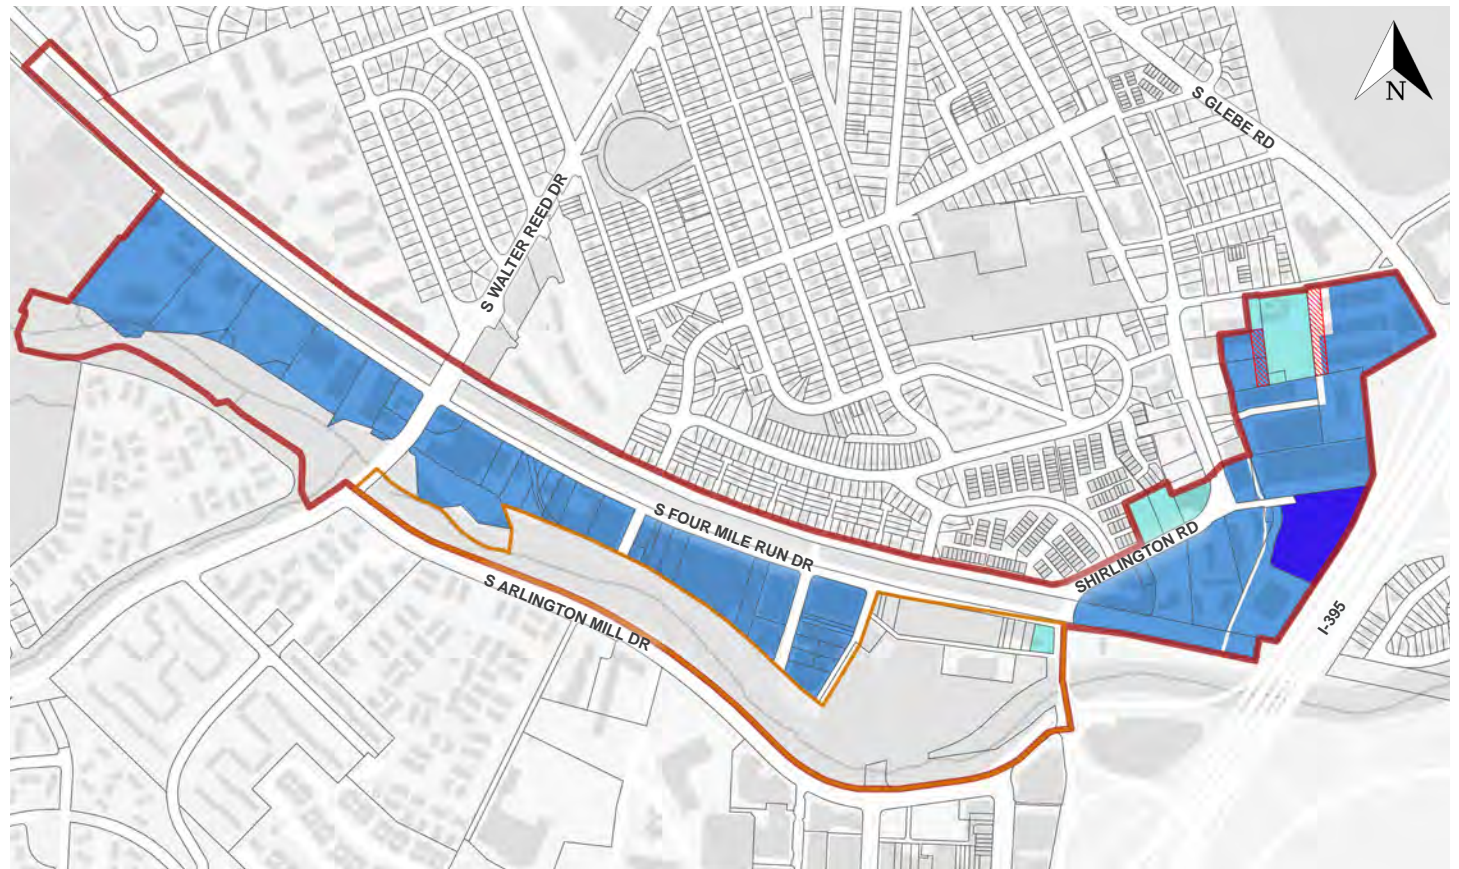 N
S GLEBE RD
S WALTER REED DR
S FOUR MILE RUN DR
SHIRLINGTON RD
S ARLINGTON MILL DR
I-395